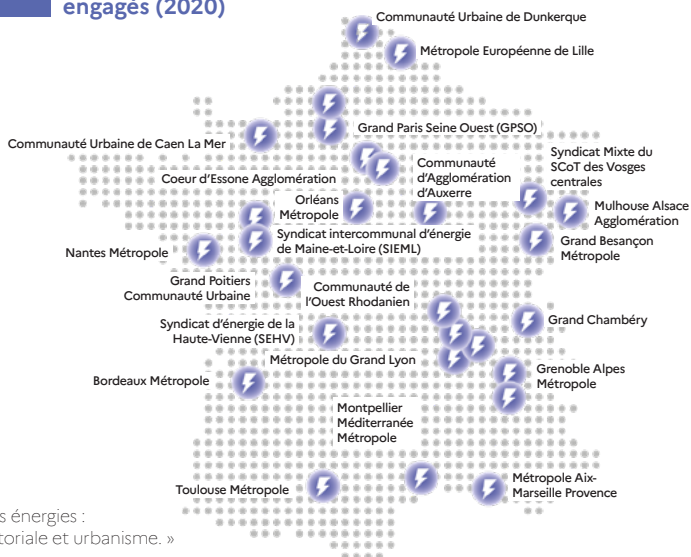 engagés (2020)
Communauté Urbaine de Dunkerque
Métropole Européenne de Lille
Grand Paris Seine Ouest (GPSO)
Communauté Urbaine de Caen La Mer
Coeur d'Essone Agglomération
Communauté
d'Agglomération
d'Auxerre
Syndicat Mixte du
SCoT des Vosges
centrales
Orléans
Métropole
Mulhouse Alsace
Agglomération
Syndicat intercommunal d'énergie
de Maine-et-Loire (SIEML)
Grand Besançon
Métropole
Nantes Métropole
Grand Poitiers
Communauté Urbaine
Communauté de
l'Ouest Rhodanien
Syndicat d'énergie de la
Haute-Vienne (SEHV)
Grand Chambéry
Métropole du Grand Lyon
Grenoble Alpes
Métropole
Bordeaux Métropole
Montpellier
Méditerranée
Métropole
Toulouse Métropole
Métropole Aix-
Marseille Provence
s énergies :
toriale et urbanisme. »